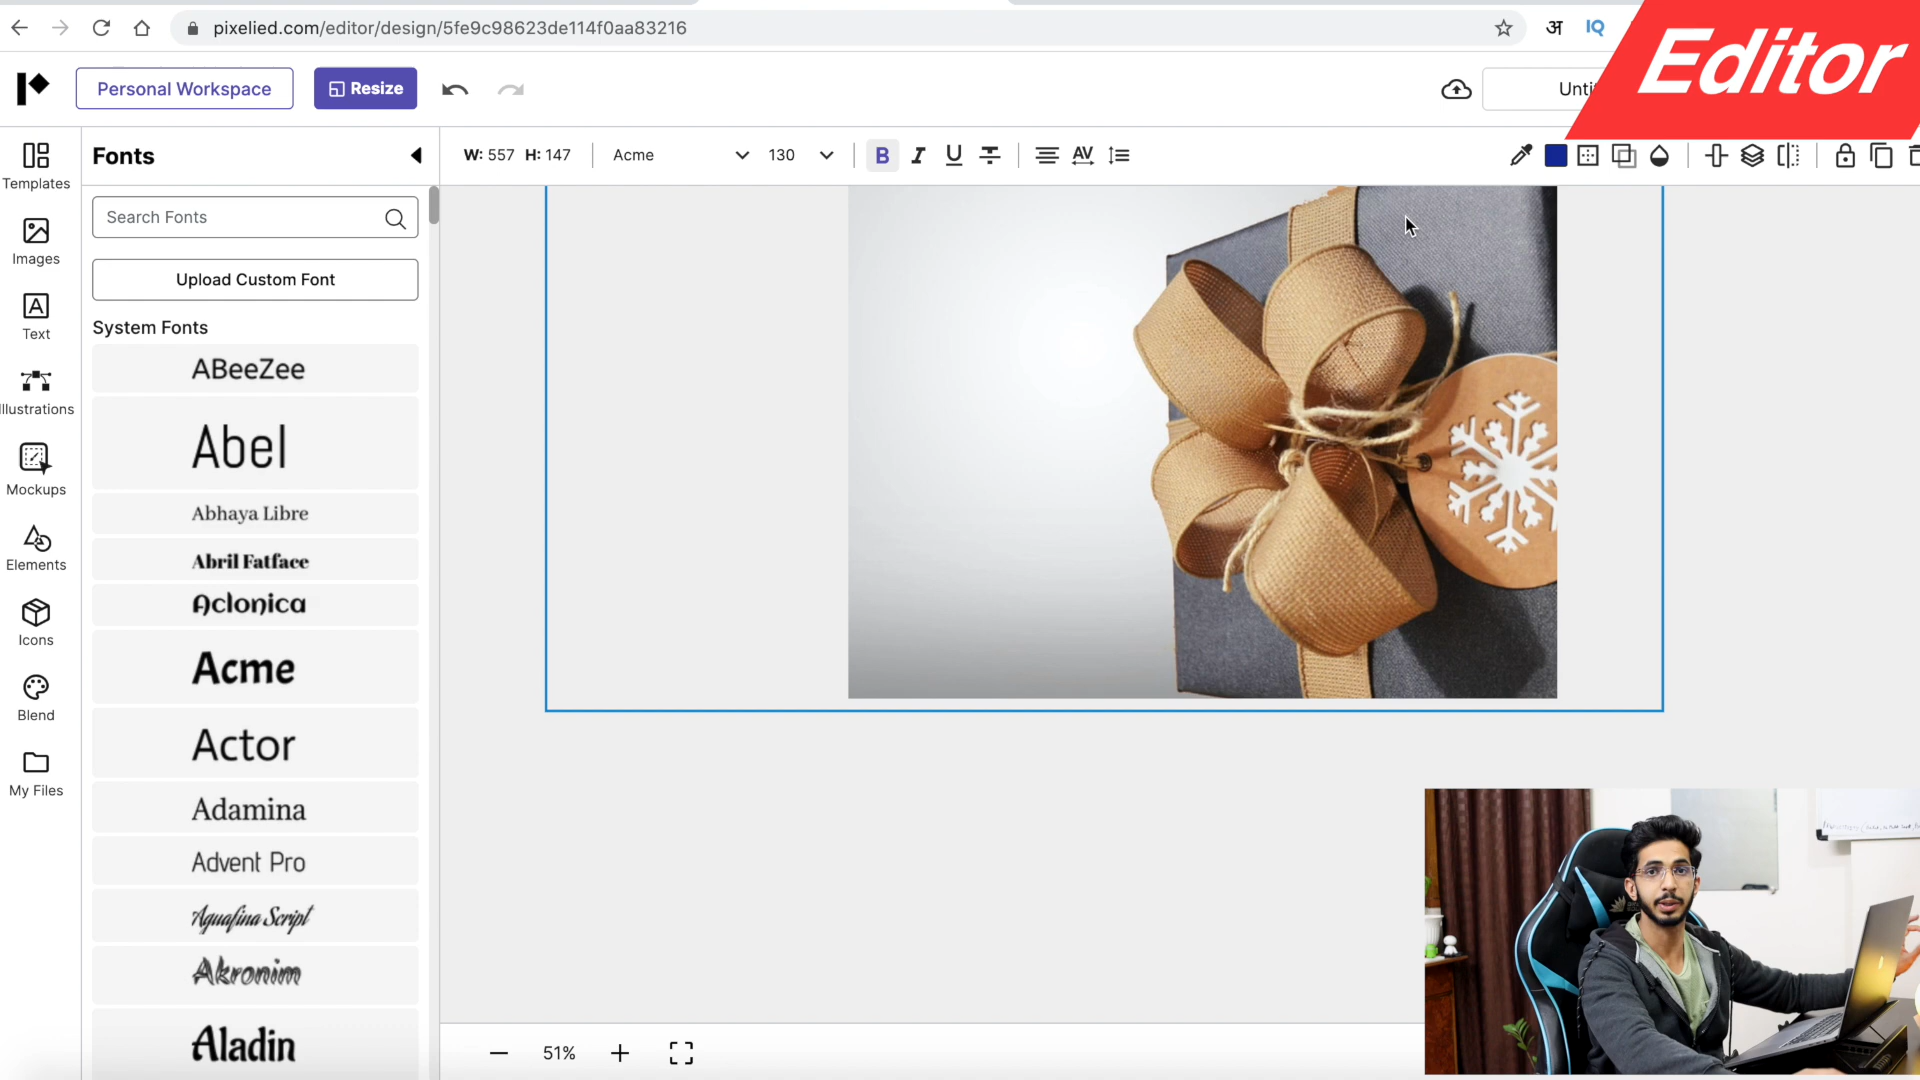 pixelied.com/editor/design/5fe9c98623de114f0aa83216
अ
IQ
Editor
Personal Workspace
Resize
Templates
Images
Text
Illustrations
Mockups
Elements
Icons
Blend
My Files
Fonts
Search Fonts
Upload Custom Font
System Fonts
ABeeZee
Abel
Abhaya Libre
Abril Fatface
Aclonica
Acme
Actor
Adamina
Advent Pro
Aguafina Script
Akronim
Aladin
W: 557 H: 147
Acme
130
B I U T
AV
51%